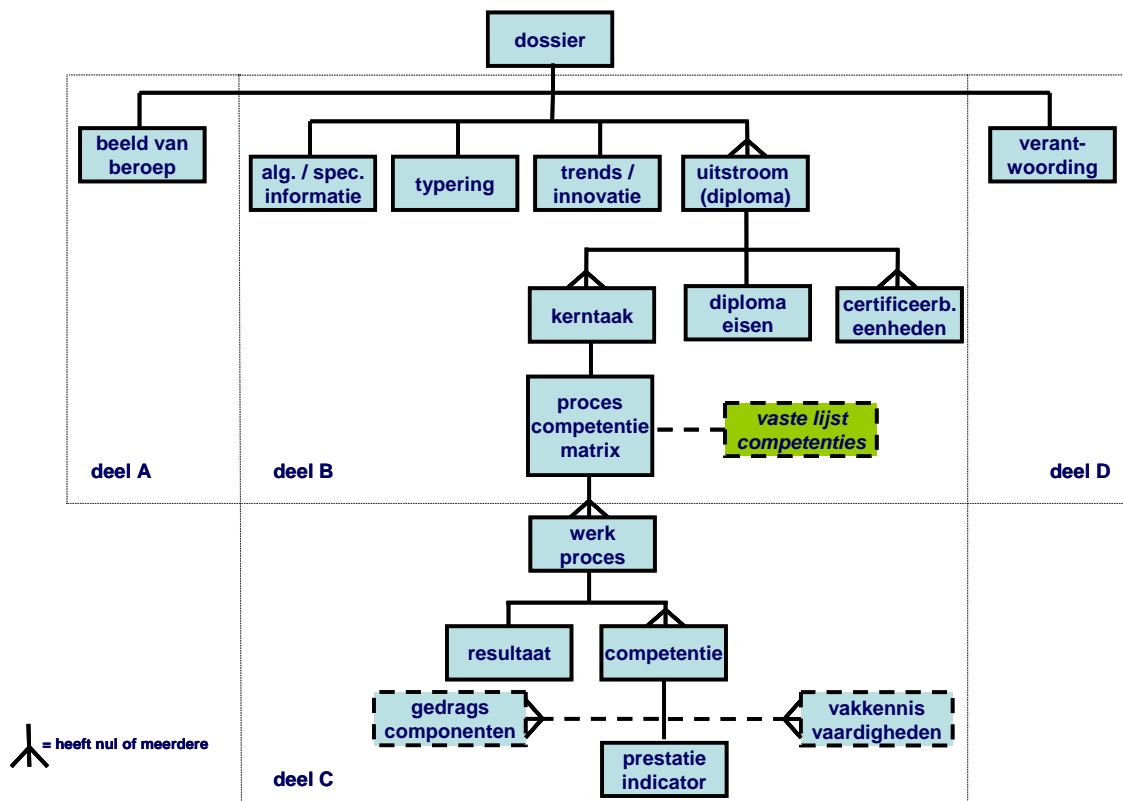 dossier
beeld van
beroep
alg. / spec.
informatie
typering
trends /
innovatie
uitstroom
(diploma)
verant-
woording
kerntaak
diploma
eisen
certificeerb.
eenheden
proces
competentie
matrix
vaste lijst
competenties
deel A
deel B
deel D
werk
proces
resultaat
competentie
gedrags
componenten
vakkennis
vaardigheden
= heeft nul of meerdere
prestatie
indicator
deel C